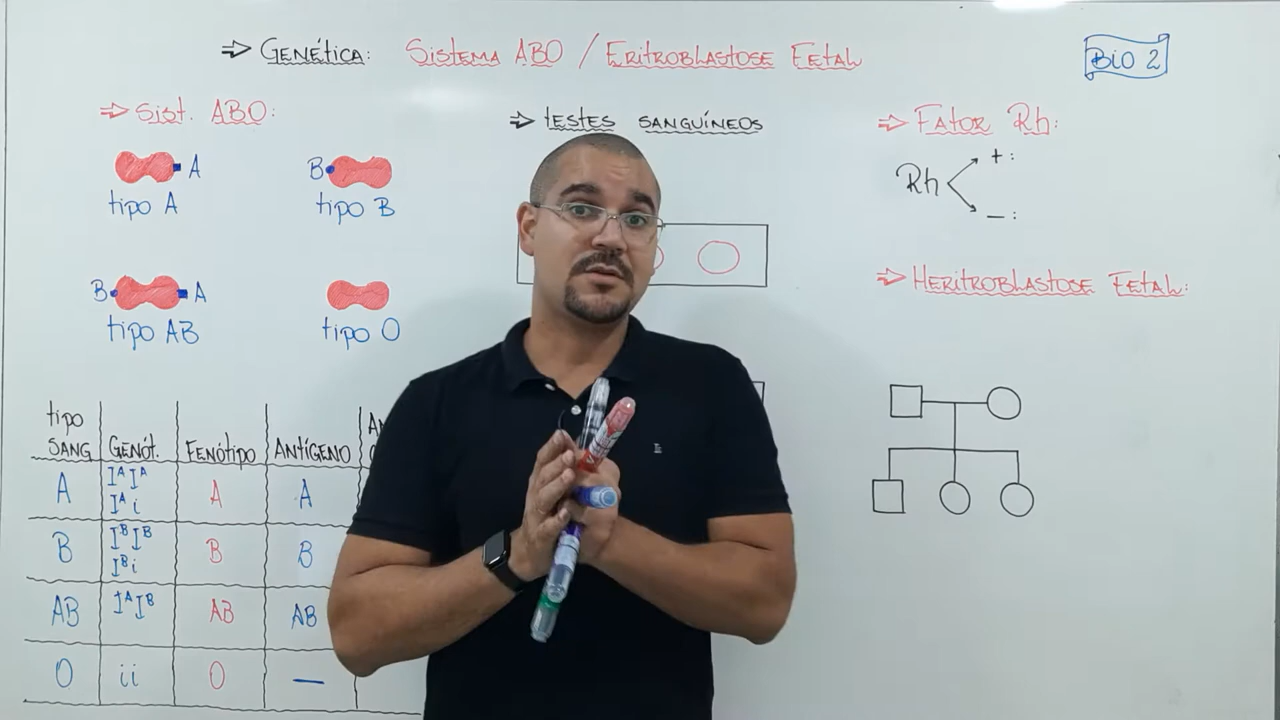 ⇒ GENÉTICA: SISTEMA ABO / ERITROBLASTOSE FETAL
BIO 2
⇒ SIST. ABO:
A
tipo A
B
tipo B
B A
tipo AB
tipo O
tipo SANG GENÓT. FENÓTIPO ANTÍGENO
A IᴬIᴬ Iᴬi A A
B IᴮIᴮ Iᴮi B B
AB IᴬIᴮ AB AB
O ii O —
⇒ TESTES SANGUÍNEOS
⇒ FATOR Rh:
Rh
+ :
− :
⇒ HERITROBLASTOSE FETAL: